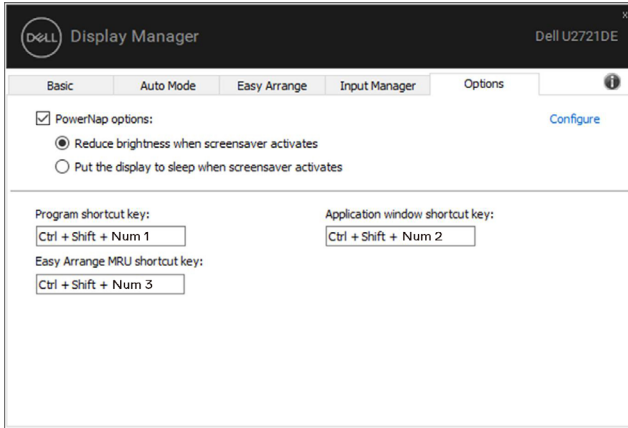 DELL Display Manager
Dell U2721DE
x
Basic Auto Mode Easy Arrange Input Manager Options
PowerNap options:
Configure
Reduce brightness when screensaver activates
Put the display to sleep when screensaver activates
Program shortcut key:
Application window shortcut key:
Ctrl + Shift + Num 1
Ctrl + Shift + Num 2
Easy Arrange MRU shortcut key:
Ctrl + Shift + Num 3